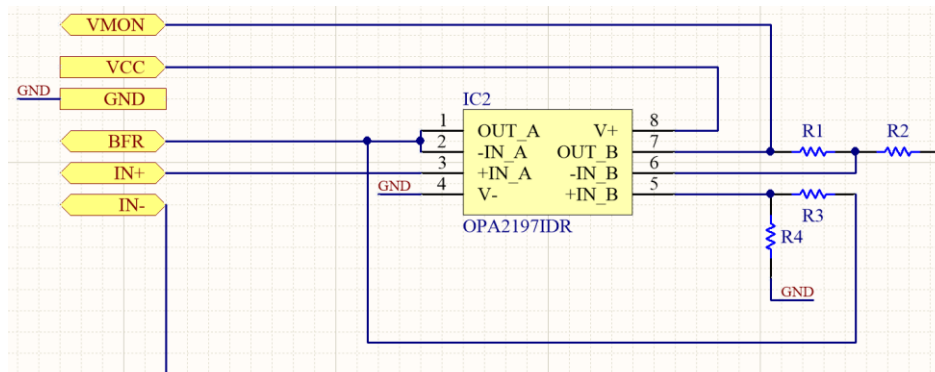 VMON
VCC
GND GND
BFR
IN+
IN-
IC2
1 OUT_A V+ 8
2 -IN_A OUT_B 7
3 +IN_A -IN_B 6
GND 4 V- +IN_B 5
OPA2197IDR
R1 R2
R3
R4
GND